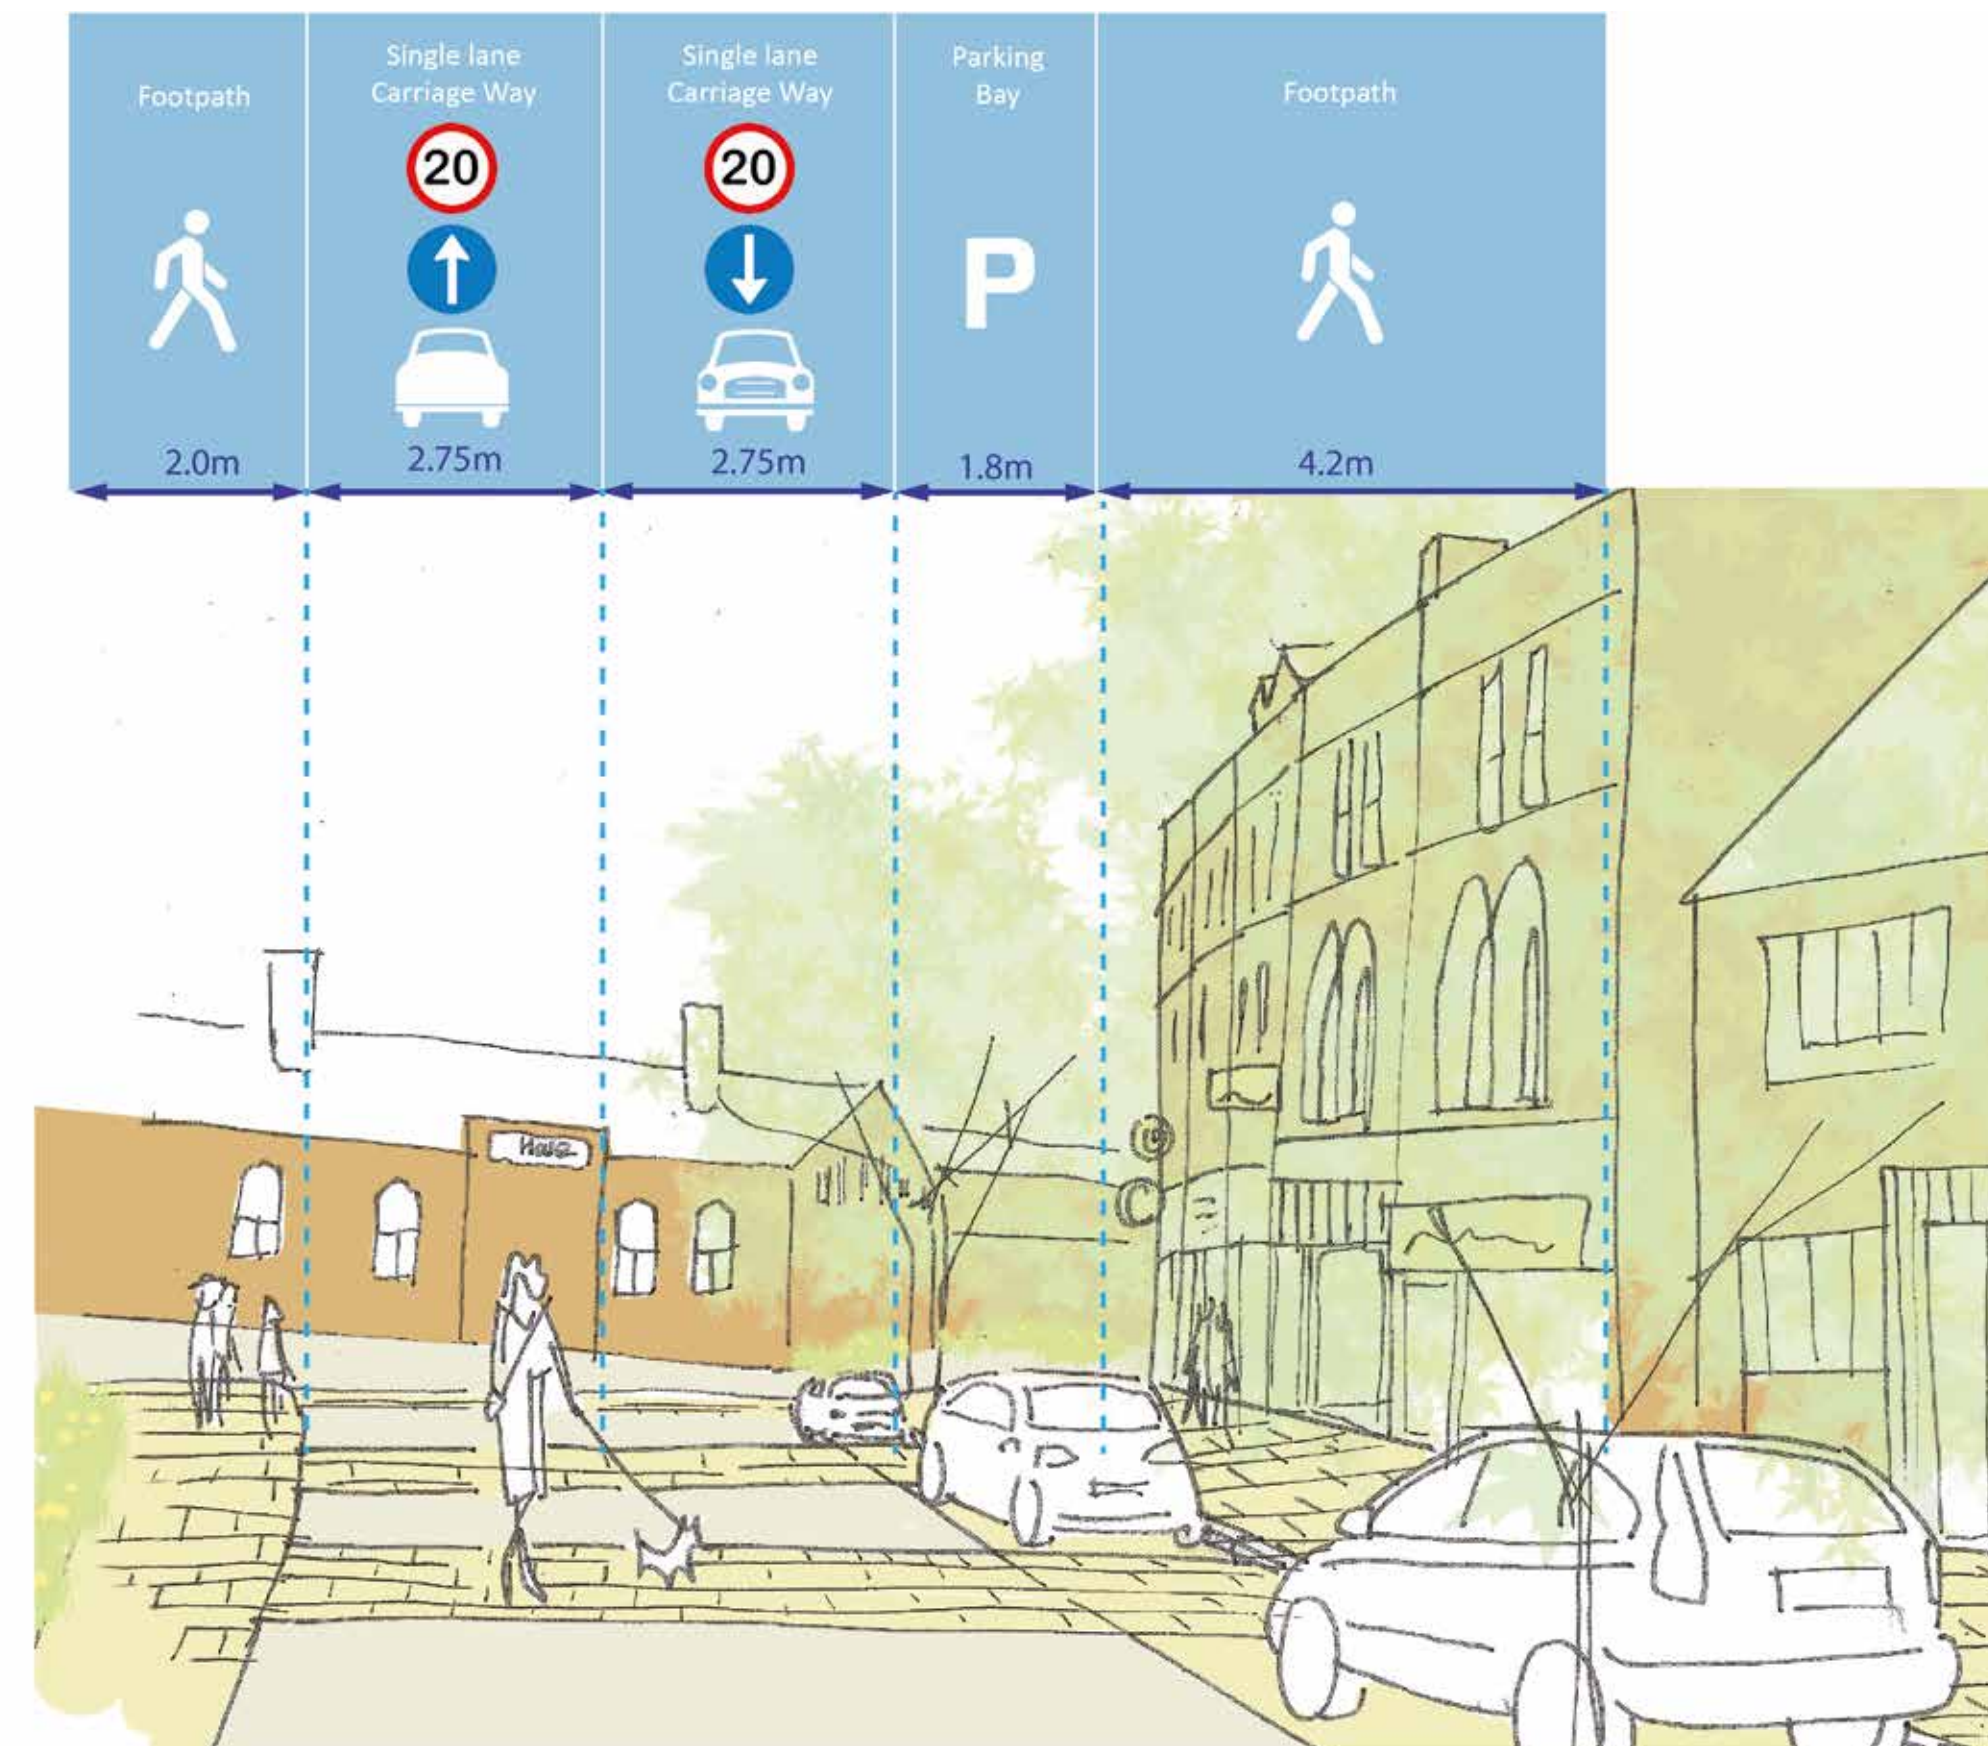 Footpath
Single lane
Carriage Way
20
2.0m
2.75m
Single lane
Carriage Way
20
2.75m
Parking
Bay
P
1.8m
Footpath
4.2m